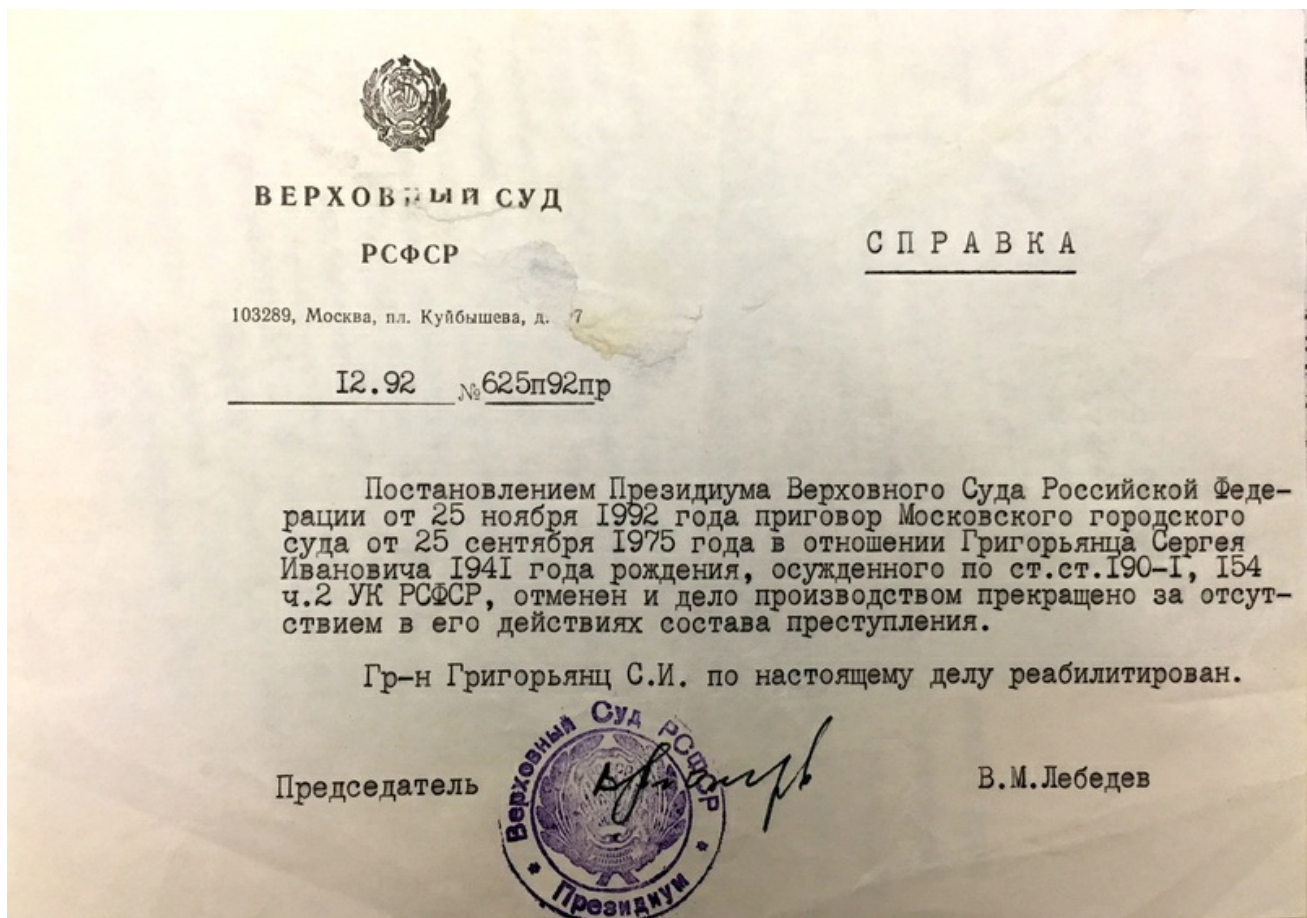 ВЕРХОВНЫЙ СУД
РСФСР
СПРАВКА
103289, Москва, пл. Куйбышева, д. 7
12.92 № 625п92пр
Постановлением Президиума Верховного Суда Российской Феде-
рации от 25 ноября 1992 года приговор Московского городского
суда от 25 сентября 1975 года в отношении Григорьянца Сергея
Ивановича 1941 года рождения, осужденного по ст.ст.190-1, 154
ч.2 УК РСФСР, отменен и дело производством прекращено за отсут-
ствием в его действиях состава преступления.
Гр-н Григорьянц С.И. по настоящему делу реабилитирован.
Председатель
В.М.Лебедев
Верховный Суд РСФСР
* Президиум *